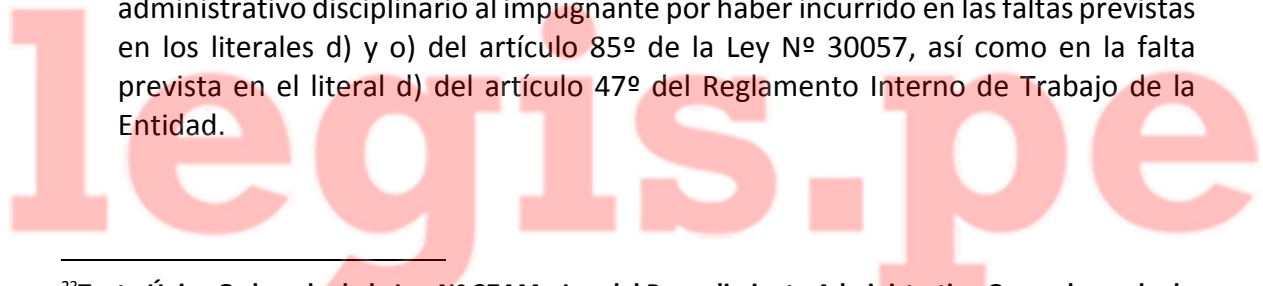 administrativo disciplinario al impugnante por haber incurrido en las faltas previstas
en los literales d) y o) del artículo 85º de la Ley Nº 30057, así como en la falta
prevista en el literal d) del artículo 47º del Reglamento Interno de Trabajo de la
Entidad.
legis.pe